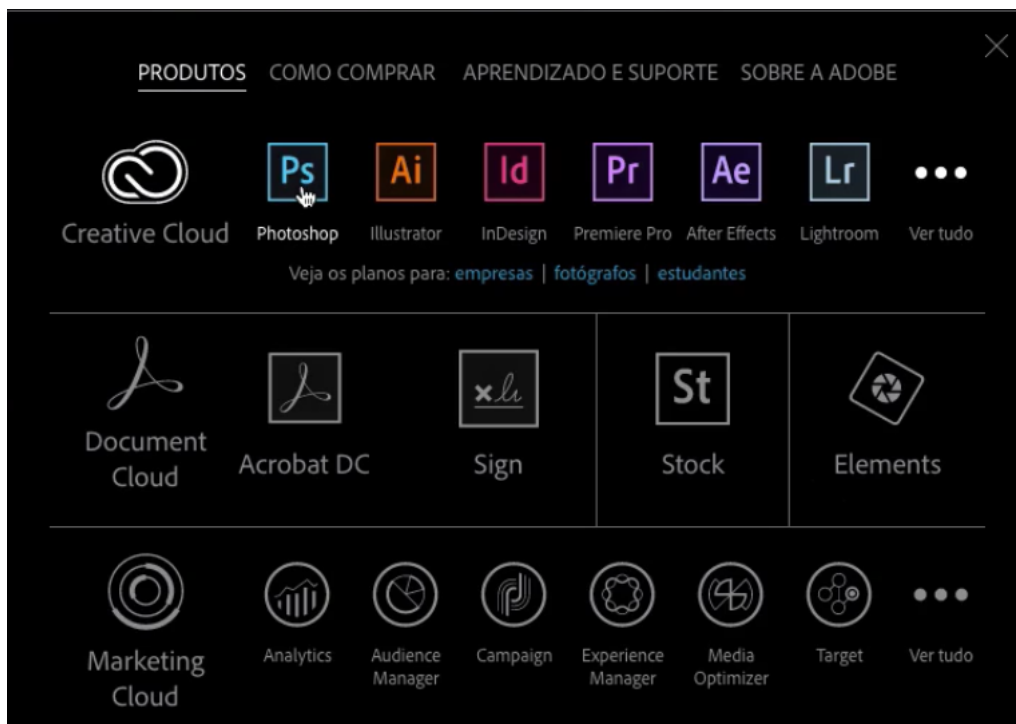 PRODUTOS COMO COMPRAR APRENDIZADO E SUPORTE SOBRE A ADOBE
Ps Ai Id Pr Ae Lr
Creative Cloud Photoshop Illustrator InDesign Premiere Pro After Effects Lightroom Ver tudo
Veja os planos para: empresas | fotógrafos | estudantes
St
Document
Cloud
Acrobat DC Sign Stock Elements
Marketing
Cloud
Analytics
Audience
Manager
Campaign
Experience
Manager
Media
Optimizer
Target
Ver tudo